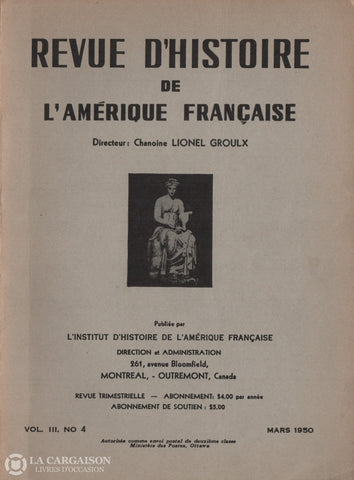 REVUE D'HISTOIRE
DE
L'AMÉRIQUE FRANÇAISE
Directeur: Chanoine LIONEL GROULX
Publiée par
L'INSTITUT D'HISTOIRE DE L'AMÉRIQUE FRANÇAISE
DIRECTION et ADMINISTRATION
261, avenue Bloomfield,
MONTREAL, - OUTREMONT, Canada
REVUE TRIMESTRIELLE — ABONNEMENT: $4.00 par année
ABONNEMENT DE SOUTIEN : $5.00
VOL. III, NO 4 MARS 1950
Autorisée comme envoi postal de deuxième classe
Ministère des Postes, Ottawa
LA CARGAISON
LIVRES D'OCCASION